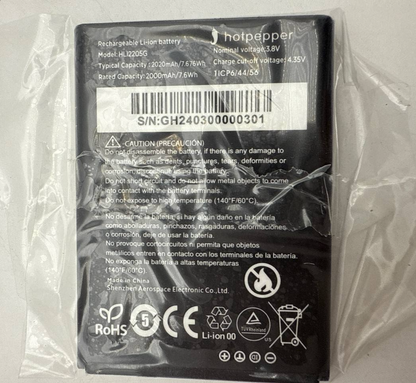 Rechargeable Li-ion battery
hotpepper
Model: HLI2205G
Nominal voltage: 3.8V
Typical Capacity: 2020mAh(7.676Wh)
Charge cut-off voltage: 4.35V
Rated Capacity: 2000mAh/7.6Wh
1ICP6/44/56
S/N:GH240300000301
CAUTION (PRECAUCIÓN)
Do not disassemble the battery, if there is any damage to
the battery such as dents, punctures, tears, deformations or
corrosion, discontinue using the battery.
Do not short circuit and do not allow metal objects to come
into contact with the battery terminals.
Do not expose to high temperature (140°F/60°C)
No desarme la batería, si hay algun daño en la batería
como abolladuras, pinchazos, rasgaduras, deformaciones
o corrosión, deje de usar la batería.
No provoque cortocircuitos ni permita que objetos
metálicos entren en contacto con los terminales de la batería.
No exponga la batería a altas temperaturas
(140°F/60°C)
Made in China
Shenzhen Aerospace Electronic Co.,Ltd.
RoHS
5
CE
Li-ion 00
TÜVRheinland